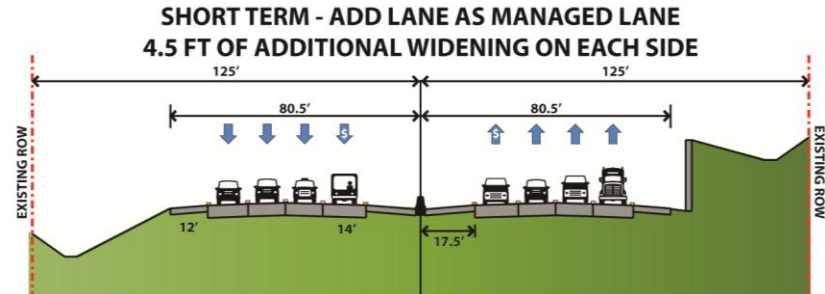 SHORT TERM - ADD LANE AS MANAGED LANE
4.5 FT OF ADDITIONAL WIDENING ON EACH SIDE
125’ 125’
80.5’ 80.5’
$ $
EXISTING ROW
EXISTING ROW
12’ 14’
17.5’